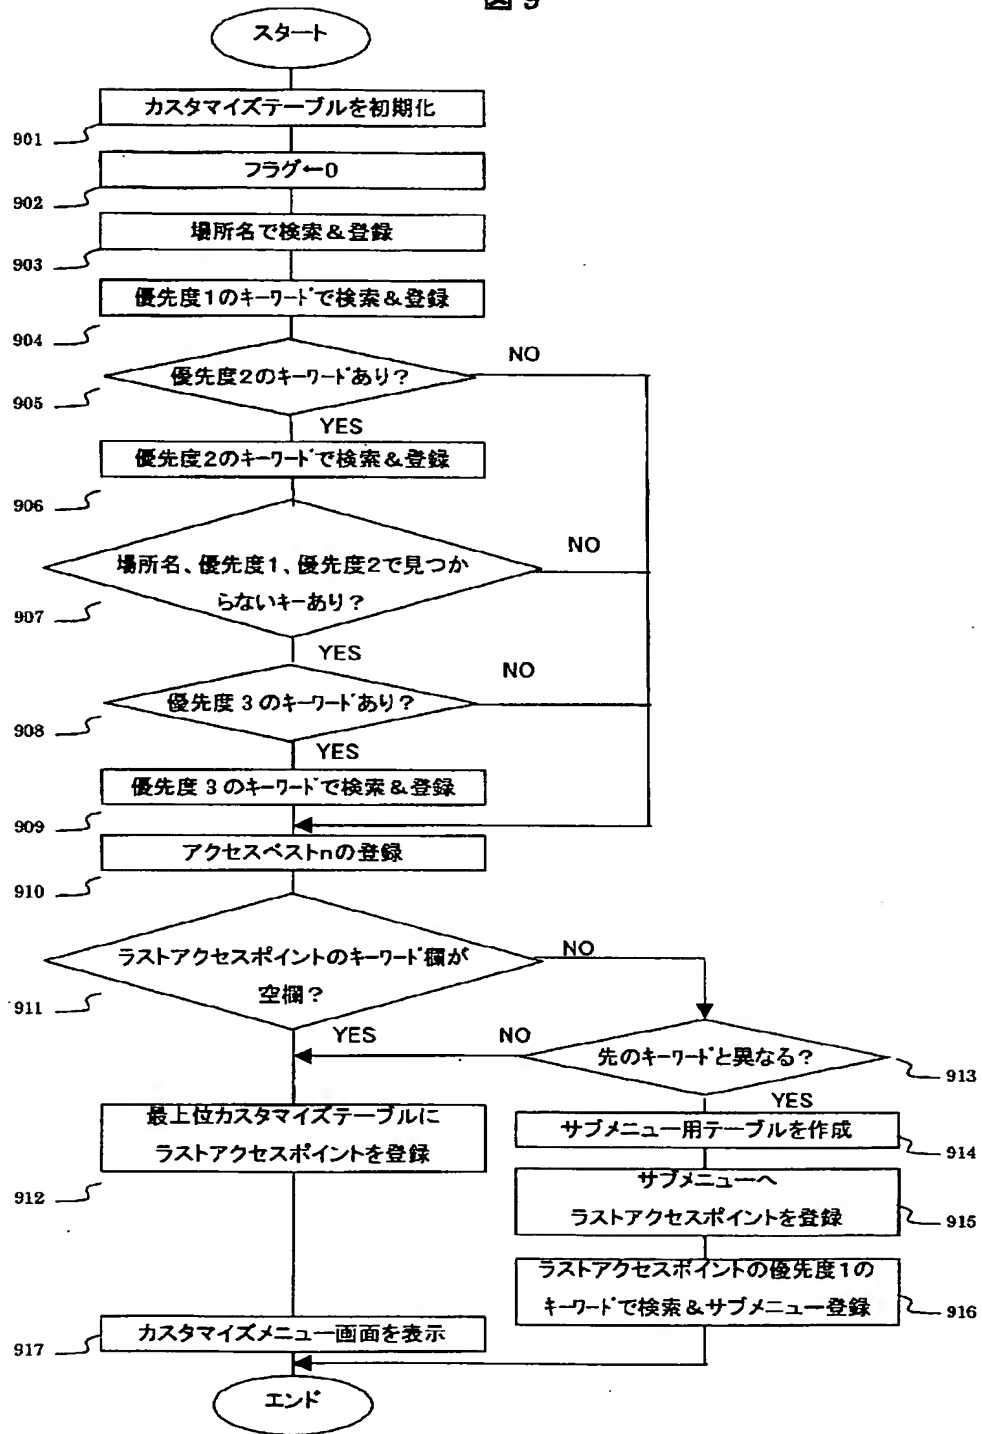 図9
スタート
カスタマイズテーブルを初期化
901
フラグ←0
902
場所名で検索&登録
903
優先度1のキーワードで検索&登録
904
NO
優先度2のキーワードあり?
905
YES
優先度2のキーワードで検索&登録
906
NO
場所名、優先度1、優先度2で見つか
らないキーあり?
907
YES
NO
優先度3のキーワードあり?
908
YES
優先度3のキーワードで検索&登録
909
アクセスベストnの登録
910
NO
ラストアクセスポイントのキーワード欄が
空欄?
911
YES
NO
先のキーワードと異なる?
913
YES
最上位カスタマイズテーブルに
ラストアクセスポイントを登録
912
サブメニュー用テーブルを作成
914
サブメニューへ
ラストアクセスポイントを登録
915
ラストアクセスポイントの優先度1の
キーワードで検索&サブメニュー登録
916
カスタマイズメニュー画面を表示
917
エンド